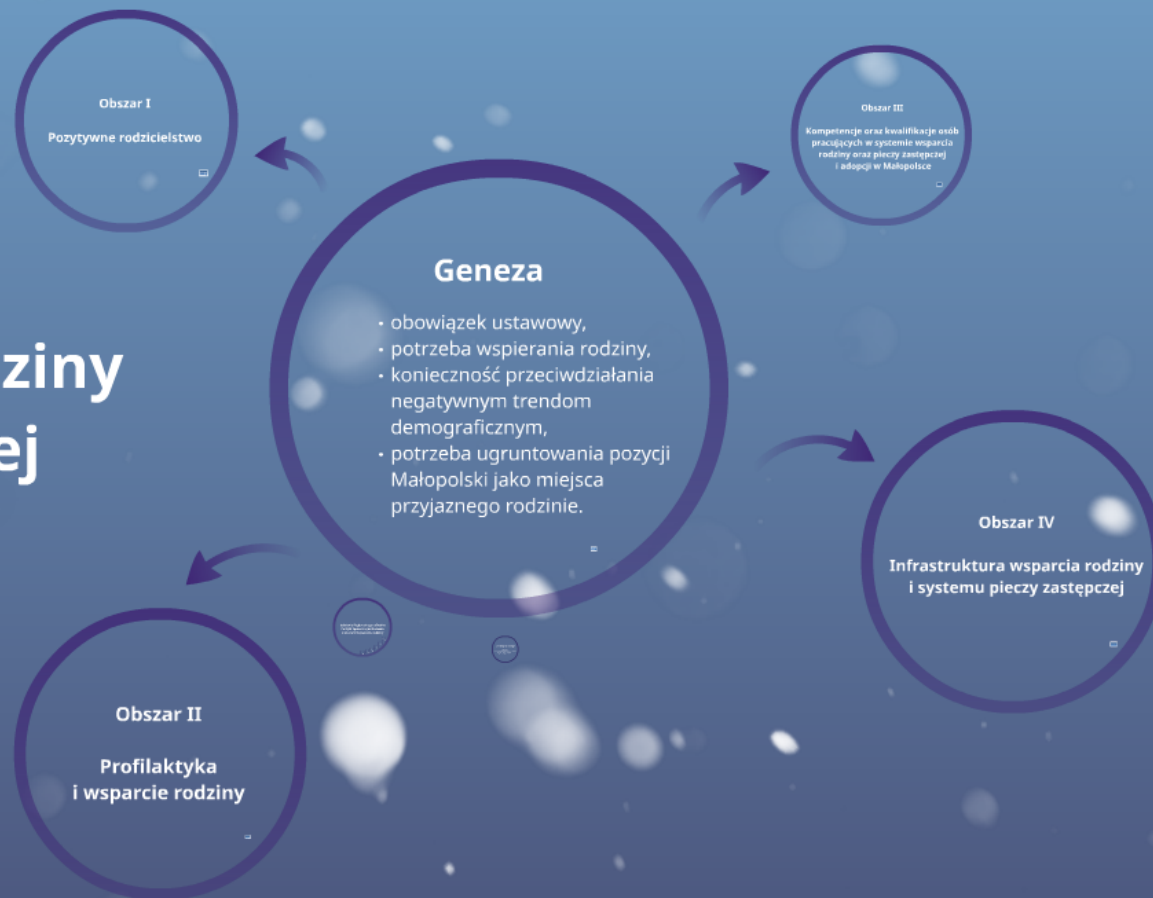 Obszar I
Pozytywne rodzicielstwo
Obszar III
Kompetencje oraz kwalifikacje osób
pracujących w systemie wsparcia
rodziny oraz pieczy zastępczej
i adopcji w Małopolsce
Geneza
• obowiązek ustawowy,
• potrzeba wspierania rodziny,
• konieczność przeciwdziałania
negatywnym trendom
demograficznym,
• potrzeba ugruntowania pozycji
Małopolski jako miejsca
przyjaznego rodzinie.
ziny
ej
Obszar IV
Infrastruktura wsparcia rodziny
i systemu pieczy zastępczej
Obszar II
Profilaktyka
i wsparcie rodziny